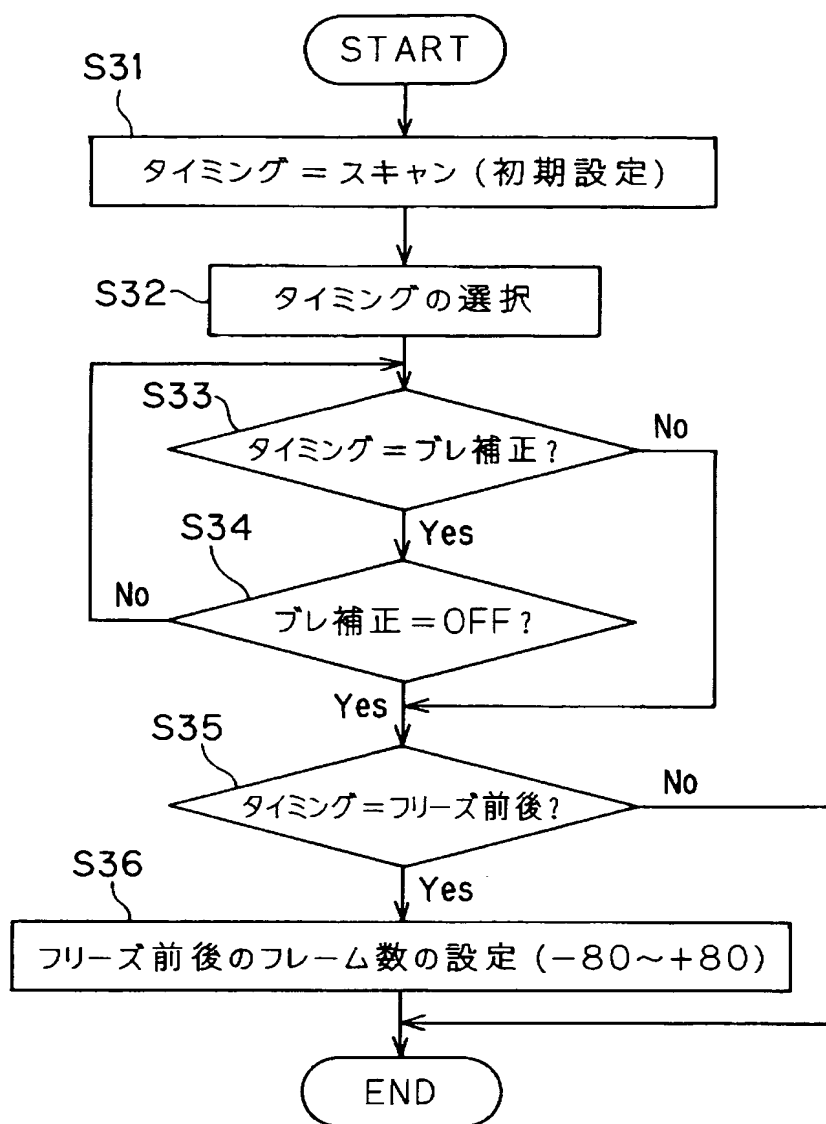 START
S31
タイミング＝スキャン（初期設定）
S32
タイミングの選択
S33
タイミング＝ブレ補正？
No
Yes
S34
No
ブレ補正＝OFF？
Yes
S35
タイミング＝フリーズ前後？
No
S36
Yes
フリーズ前後のフレーム数の設定（−80〜+80）
END